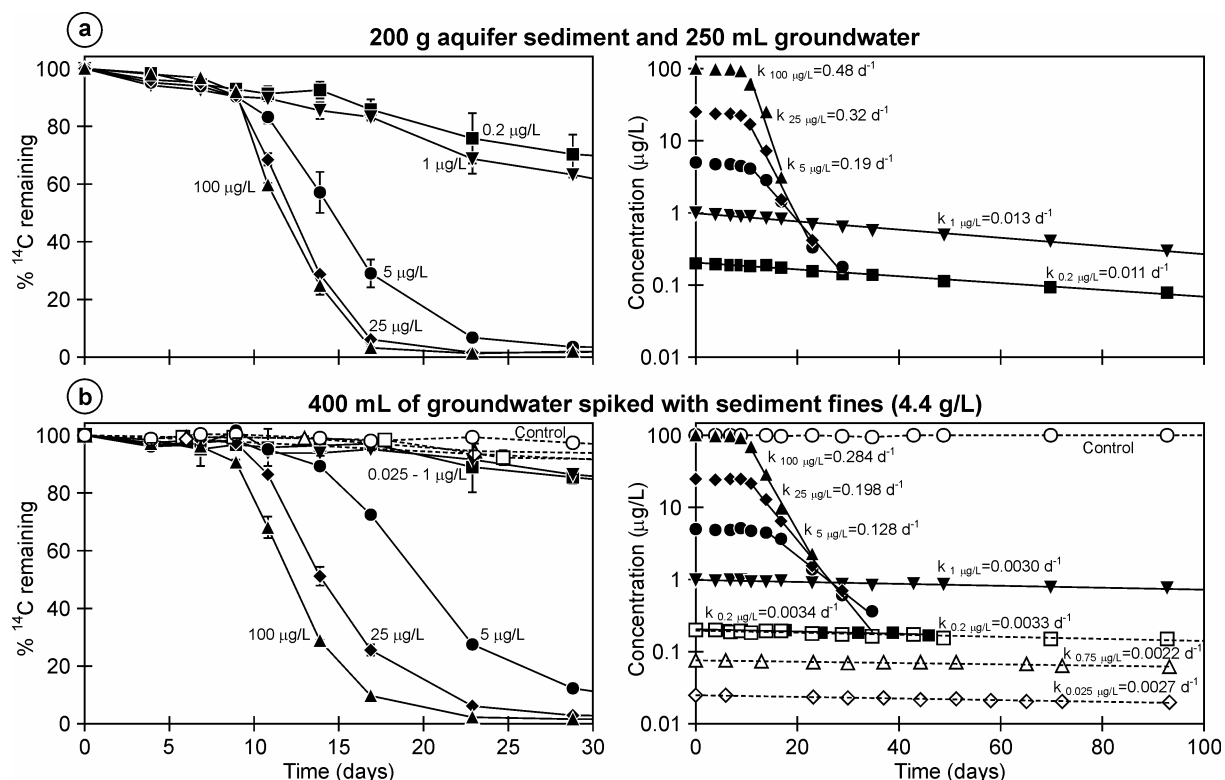 a
200 g aquifer sediment and 250 mL groundwater
100
80
60
40
20
0
% ¹⁴C remaining
0.2 µg/L
1 µg/L
100 µg/L
5 µg/L
25 µg/L
100
10
1
0.1
0.01
Concentration (µg/L)
k 100 µg/L=0.48 d⁻¹
k 25 µg/L=0.32 d⁻¹
k 5 µg/L=0.19 d⁻¹
k 1 µg/L=0.013 d⁻¹
k 0.2 µg/L=0.011 d⁻¹
b
400 mL of groundwater spiked with sediment fines (4.4 g/L)
100
80
60
40
20
0
% ¹⁴C remaining
Control
0.025 - 1 µg/L
100 µg/L
25 µg/L
5 µg/L
0 5 10 15 20 25 30
Time (days)
100
10
1
0.1
0.01
Concentration (µg/L)
Control
k 100 µg/L=0.284 d⁻¹
k 25 µg/L=0.198 d⁻¹
k 5 µg/L=0.128 d⁻¹
k 1 µg/L=0.0030 d⁻¹
k 0.2 µg/L=0.0034 d⁻¹
k 0.2 µg/L=0.0033 d⁻¹
k 0.75 µg/L=0.0022 d⁻¹
k 0.025 µg/L=0.0027 d⁻¹
0 20 40 60 80 100
Time (days)